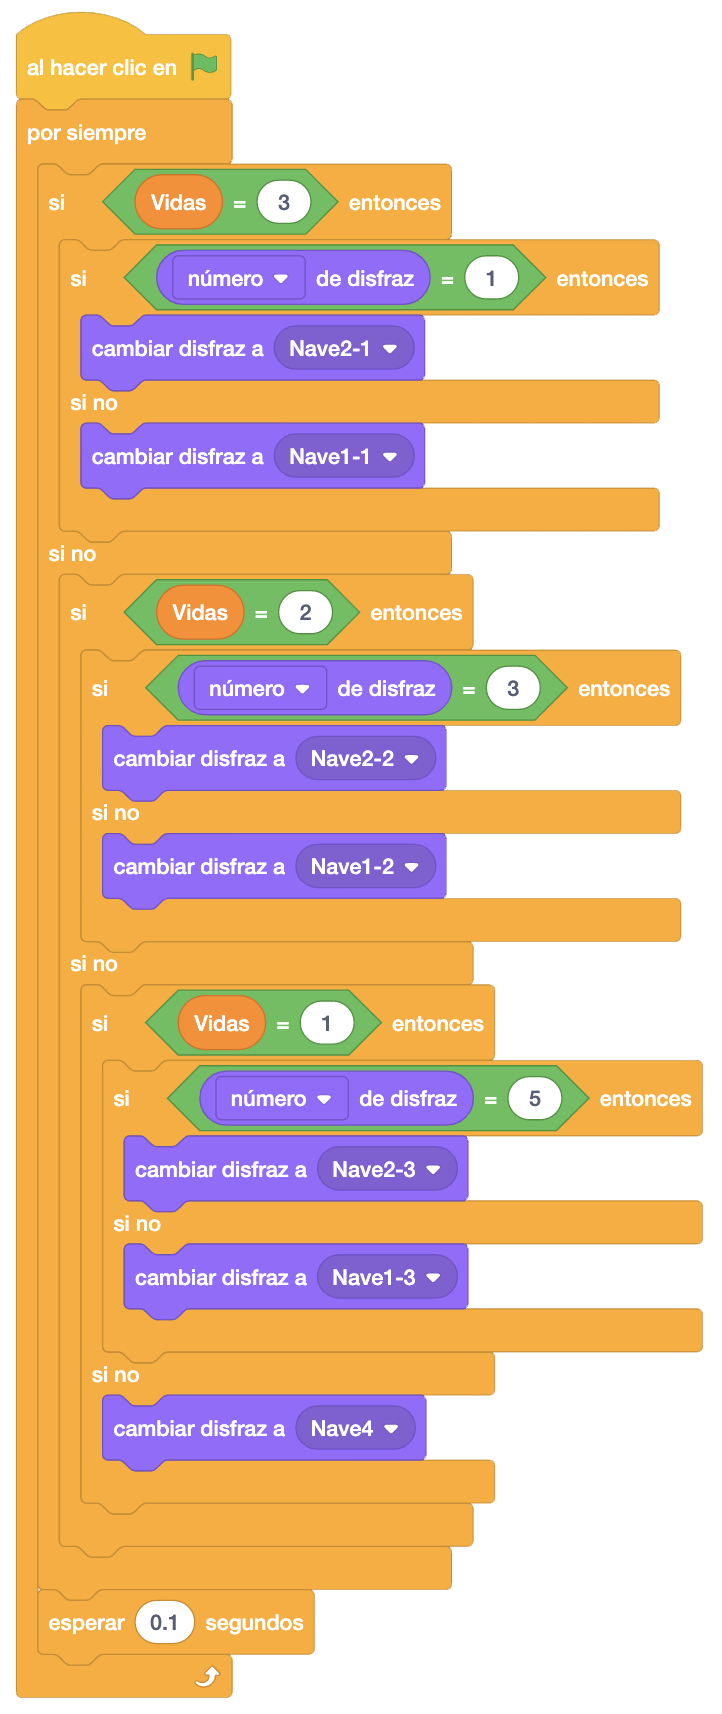 al hacer clic en
por siempre
si Vidas = 3 entonces
si número de disfraz = 1 entonces
cambiar disfraz a Nave2-1
si no
cambiar disfraz a Nave1-1
si no
si Vidas = 2 entonces
si número de disfraz = 3 entonces
cambiar disfraz a Nave2-2
si no
cambiar disfraz a Nave1-2
si no
si Vidas = 1 entonces
si número de disfraz = 5 entonces
cambiar disfraz a Nave2-3
si no
cambiar disfraz a Nave1-3
si no
cambiar disfraz a Nave4
esperar 0.1 segundos